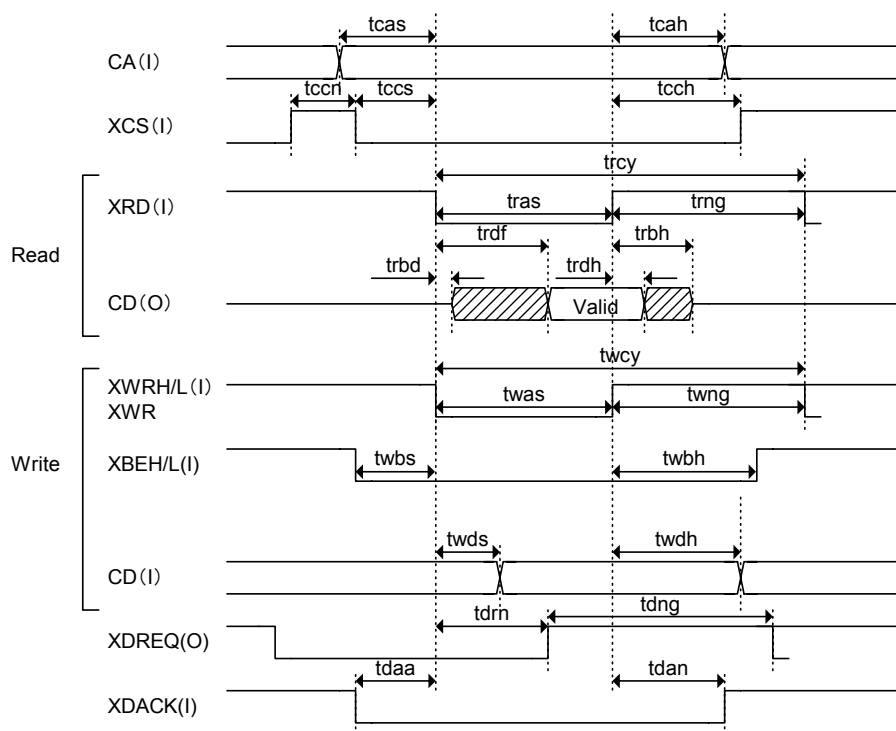 tcas
tcah
CA(I)
tccn
tccs
tcch
XCS(I)
trcy
XRD(I)
tras
trng
Read
trdf
trbh
trbd
trdh
CD(O)
Valid
twcy
XWRH/L(I)
XWR
twas
twng
Write
XBEH/L(I)
twbs
twbh
twds
twdh
CD(I)
tdrn
tdng
XDREQ(O)
tdaa
tdan
XDACK(I)